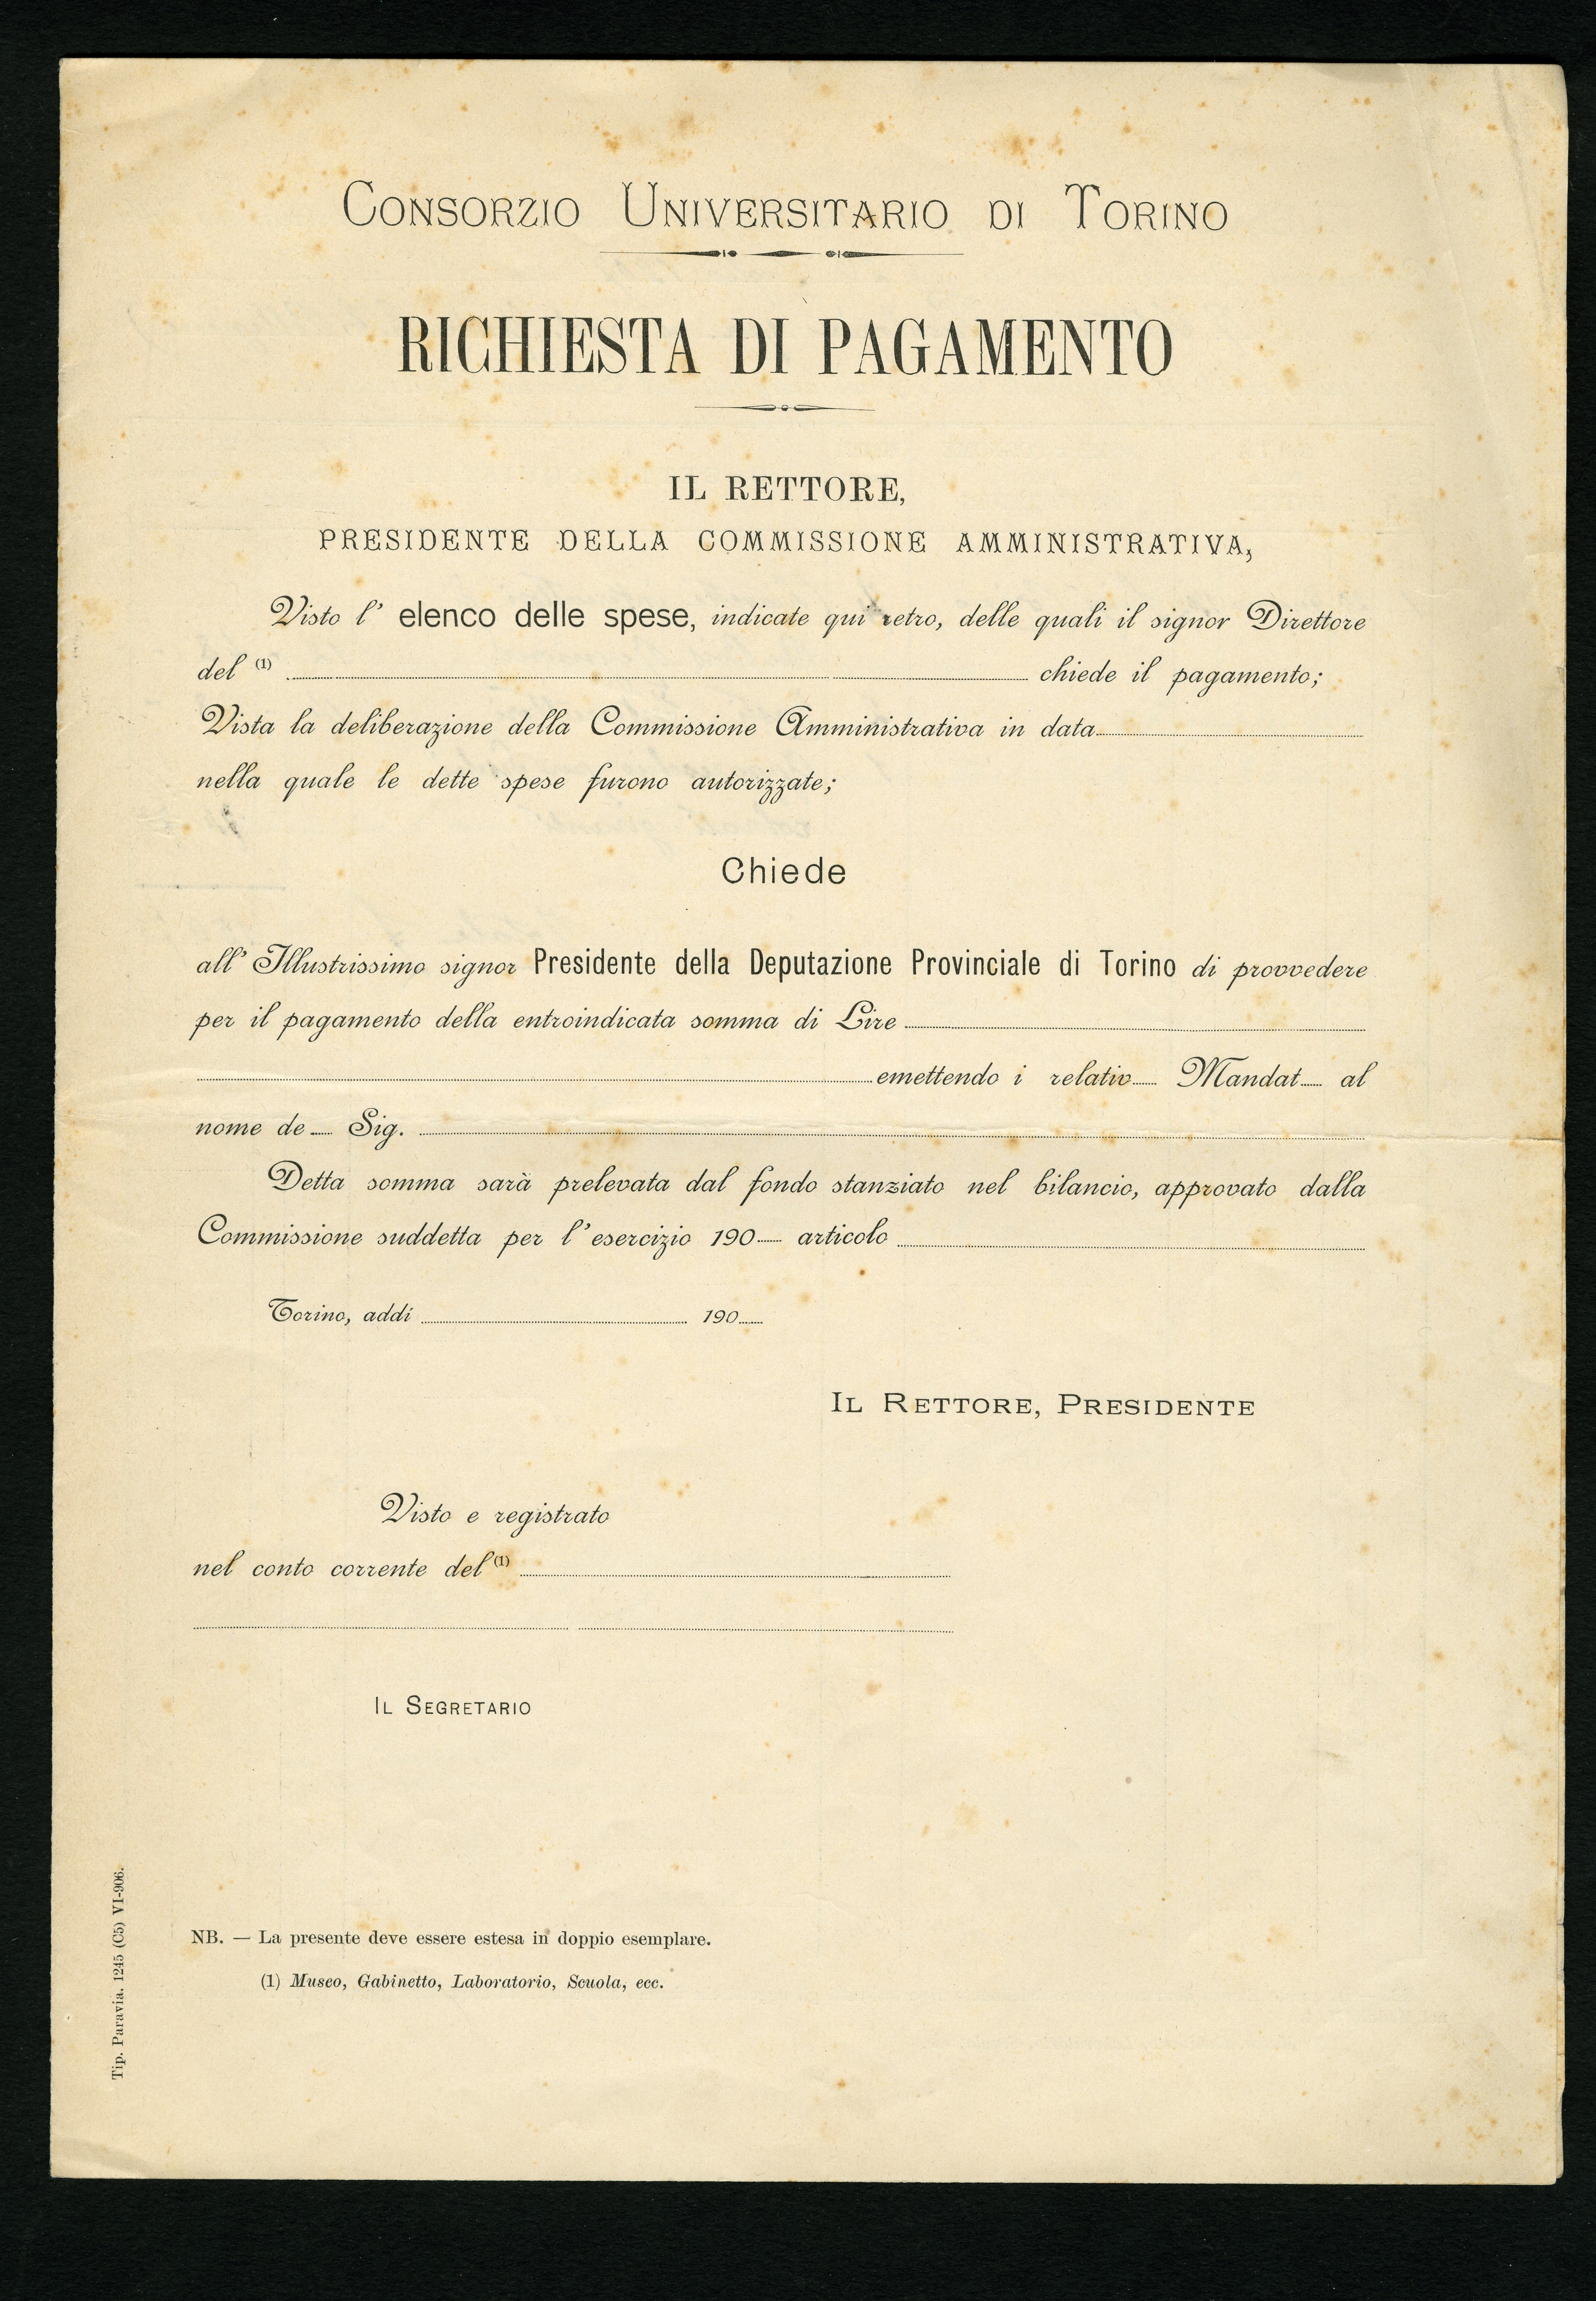 Consorzio Universitario di Torino
RICHIESTA DI PAGAMENTO
IL RETTORE,
PRESIDENTE DELLA COMMISSIONE AMMINISTRATIVA,
Visto l' elenco delle spese, indicate qui retro, delle quali il signor Direttore
del (1) ........ chiede il pagamento;
Vista la deliberazione della Commissione Amministrativa in data........
nella quale le dette spese furono autorizzate;
Chiede
all' Illustrissimo signor Presidente della Deputazione Provinciale di Torino di provvedere
per il pagamento della entroindicata somma di Lire ........
........ emettendo i relativ.... Mandat.... al
nome de.... Sig. ........
Detta somma sarà prelevata dal fondo stanziato nel bilancio, approvato dalla
Commissione suddetta per l'esercizio 190.... articolo ........
Torino, addì ........ 190....
Il Rettore, Presidente
Visto e registrato
nel conto corrente del (1) ........
........
Il Segretario
NB. — La presente deve essere estesa in doppio esemplare.
(1) Museo, Gabinetto, Laboratorio, Scuola, ecc.
Tip. Paravia. 1245 (C5) VI-906.